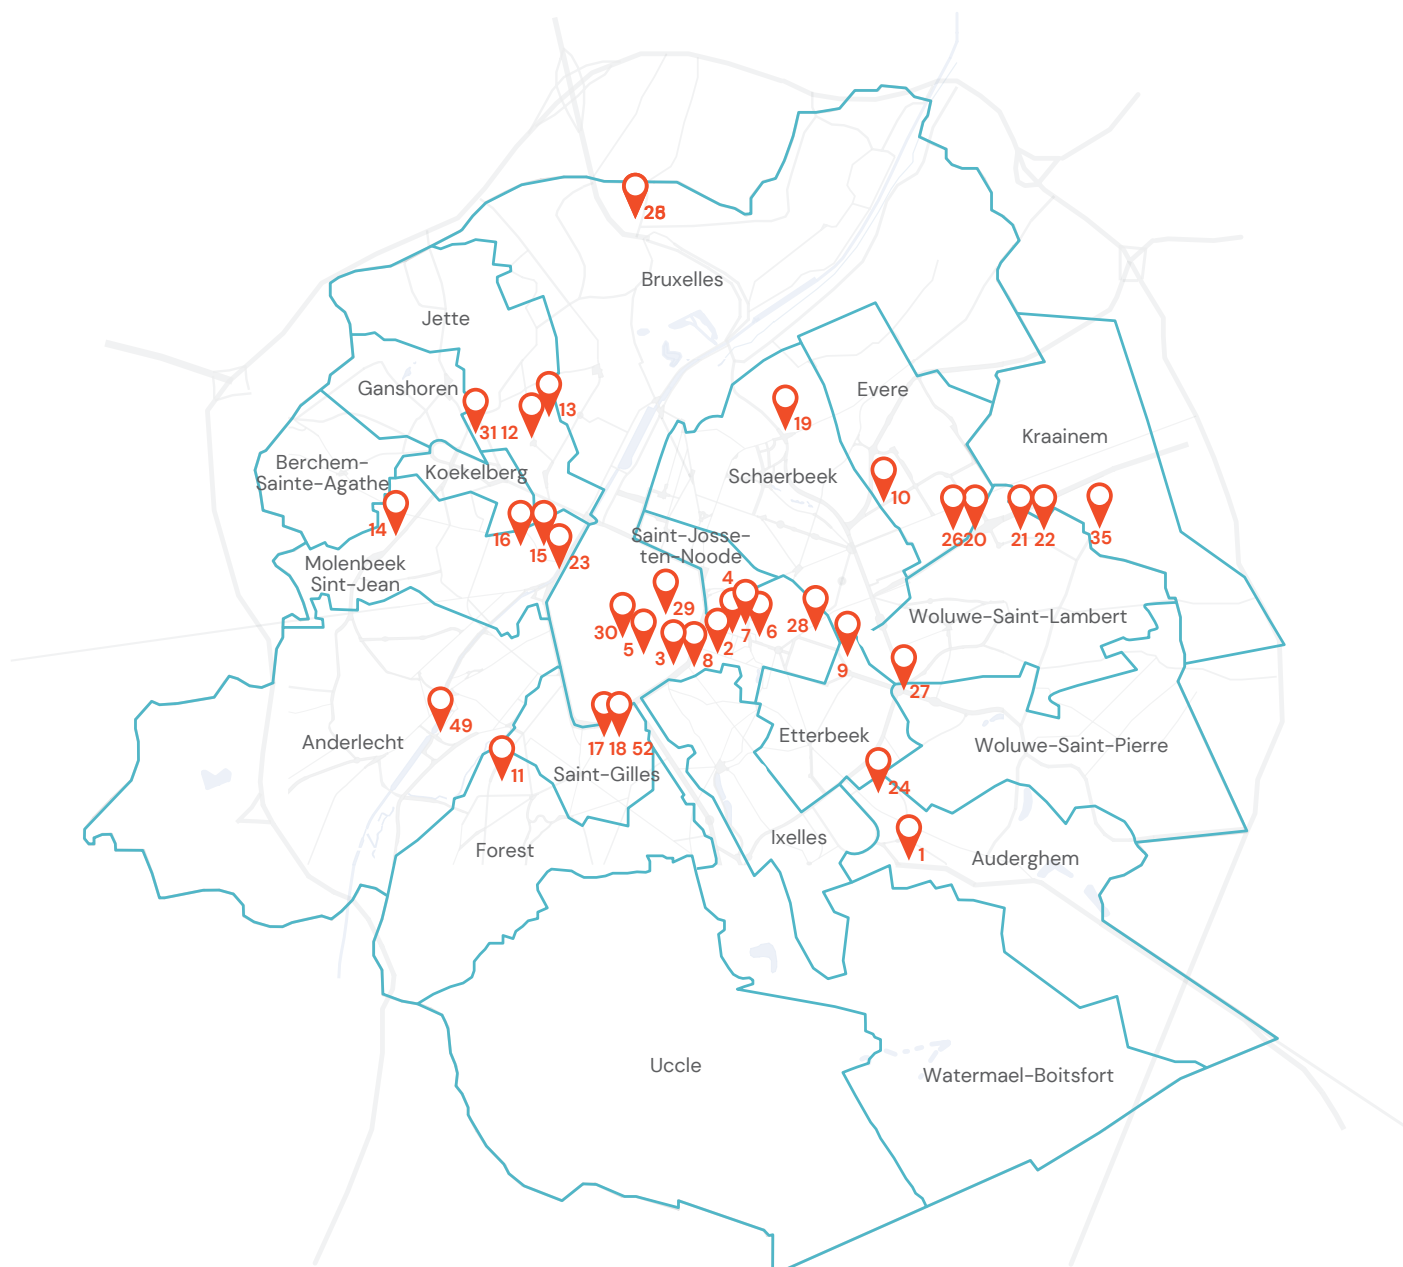 28
Bruxelles
Jette
Ganshoren
Evere
13
19
31 12
Kraainem
Berchem-
Sainte-Agathe
Koekelberg
Schaerbeek
10
14
16
15
23
2620
21 22
35
Saint-Josse-
ten-Noode
Molenbeek
Sint-Jean
4
29
30
5
3
8
2
7
6
28
9
Woluwe-Saint-Lambert
27
49
Anderlecht
11
17 18 52
Saint-Gilles
Etterbeek
Woluwe-Saint-Pierre
24
Forest
Ixelles
1
Auderghem
Uccle
Watermael-Boitsfort